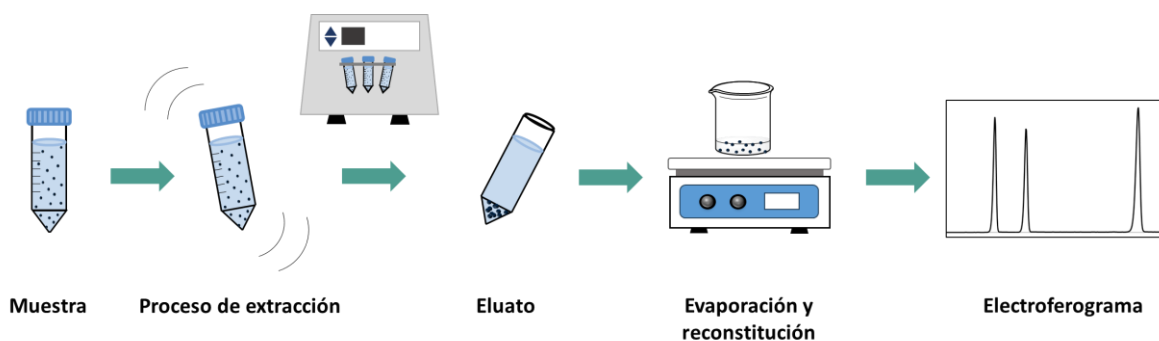 Muestra
Proceso de extracción
Eluato
Evaporación y
reconstitución
Electroferograma